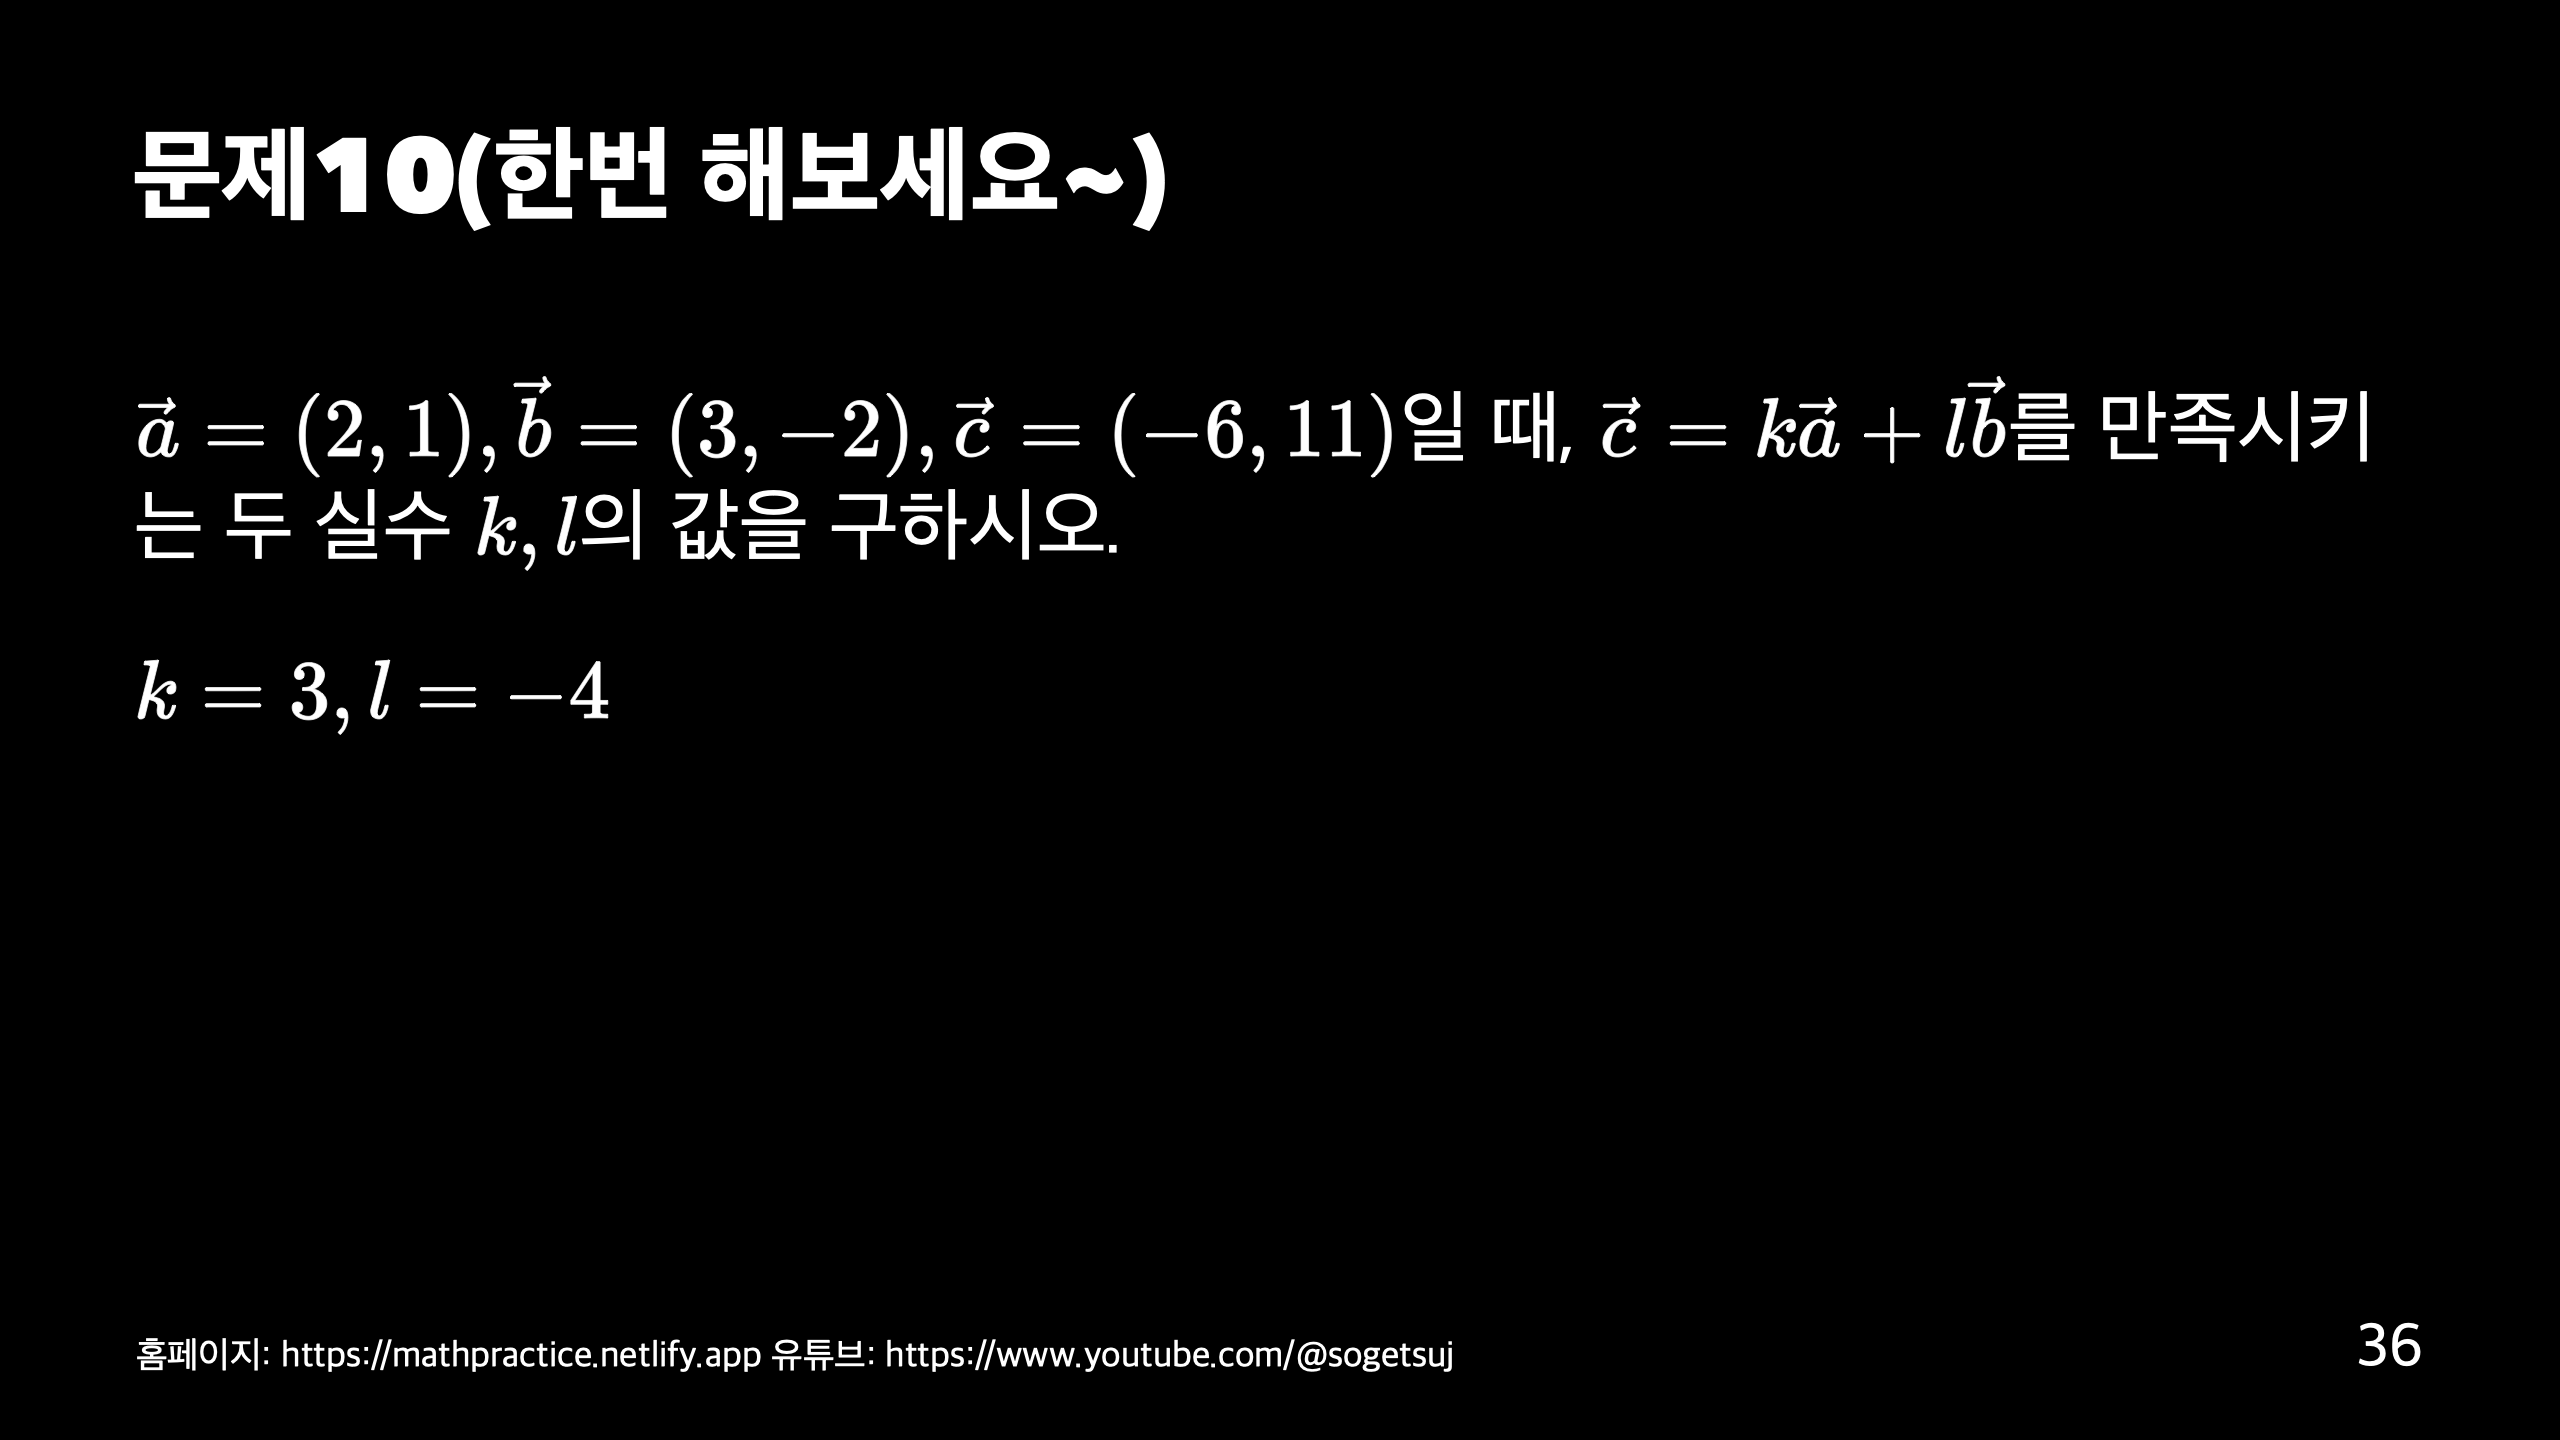 문제10(한번 해보세요~)
$\vec{a} = (2, 1), \vec{b} = (3, -2), \vec{c} = (-6, 11)$일 때, $\vec{c} = k\vec{a} + l\vec{b}$를 만족시키
는 두 실수 $k, l$의 값을 구하시오.
$k = 3, l = -4$
홈페이지: https://mathpractice.netlify.app 유튜브: https://www.youtube.com/@sogetsuj
36